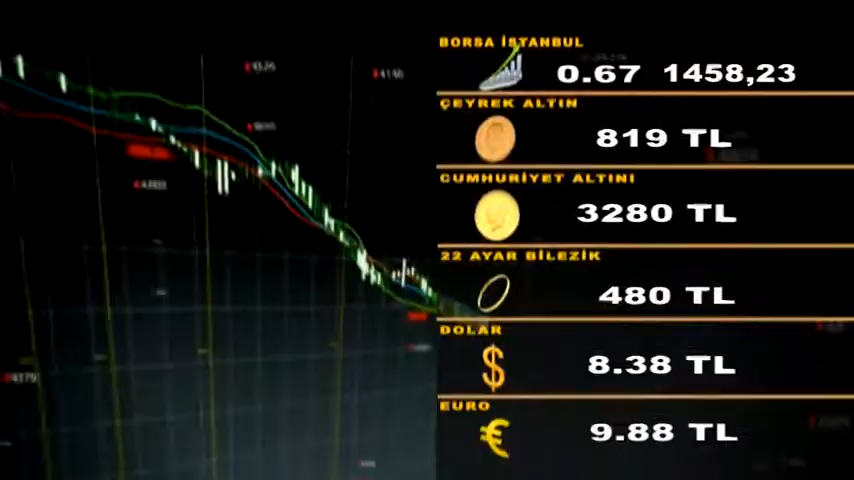 BORSA İSTANBUL
0.67 1458,23
ÇEYREK ALTIN
819 TL
CUMHURİYET ALTINI
3280 TL
22 AYAR BİLEZİK
480 TL
DOLAR
$ 8.38 TL
EURO
€ 9.88 TL